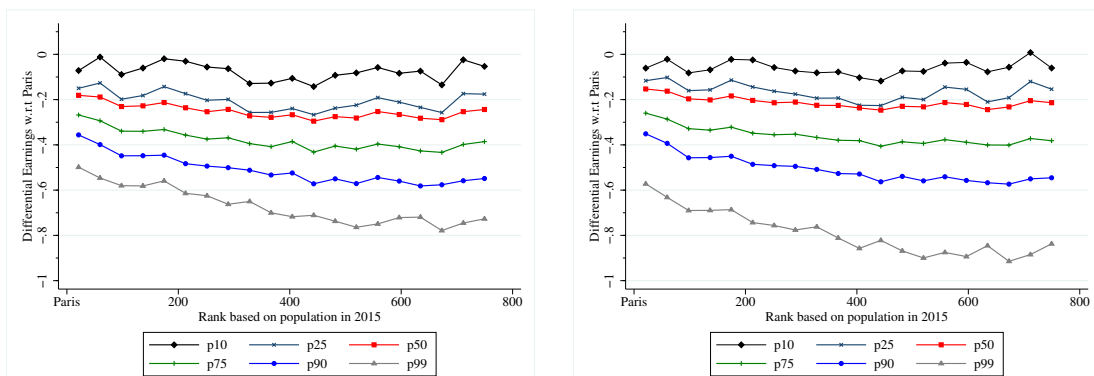 Differential Earnings w.r.t Paris
0
-.2
-.4
-.6
-.8
-1
Paris 200 400 600 800
Rank based on population in 2015
p10 p25 p50
p75 p90 p99
Differential Earnings w.r.t Paris
0
-.2
-.4
-.6
-.8
-1
Paris 200 400 600 800
Rank based on population in 2015
p10 p25 p50
p75 p90 p99